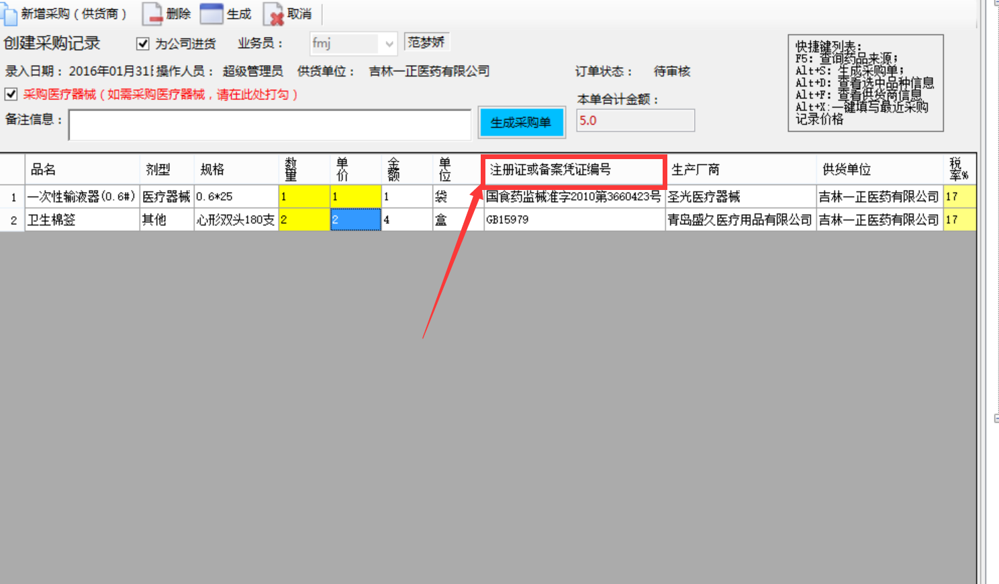 新增采购（供货商） 删除 生成 取消
创建采购记录 为公司进货 业务员： fmj 范梦娇
录入日期： 2016年01月31日 操作人员： 超级管理员 供货单位： 吉林一正医药有限公司 订单状态： 待审核
采购医疗器械（如需采购医疗器械，请在此处打勾）
本单合计金额：
备注信息： 生成采购单 5.0
快捷键列表：
F5: 查询药品来源；
Alt+S: 生成采购单；
Alt+D: 查看选中品种信息
Alt+F: 查看供货商信息
Alt+X:一键填写最近采购
记录价格
品名 剂型 规格 数量 单价 金额 单位 注册证或备案凭证编号 生产厂商 供货单位 税率%
1 一次性输液器(0.6#) 医疗器械 0.6*25 1 1 1 袋 国食药监械准字2010第3660423号 圣光医疗器械 吉林一正医药有限公司 17
2 卫生棉签 其他 心形双头180支 2 2 4 盒 GB15979 青岛盛久医疗用品有限公司 吉林一正医药有限公司 17